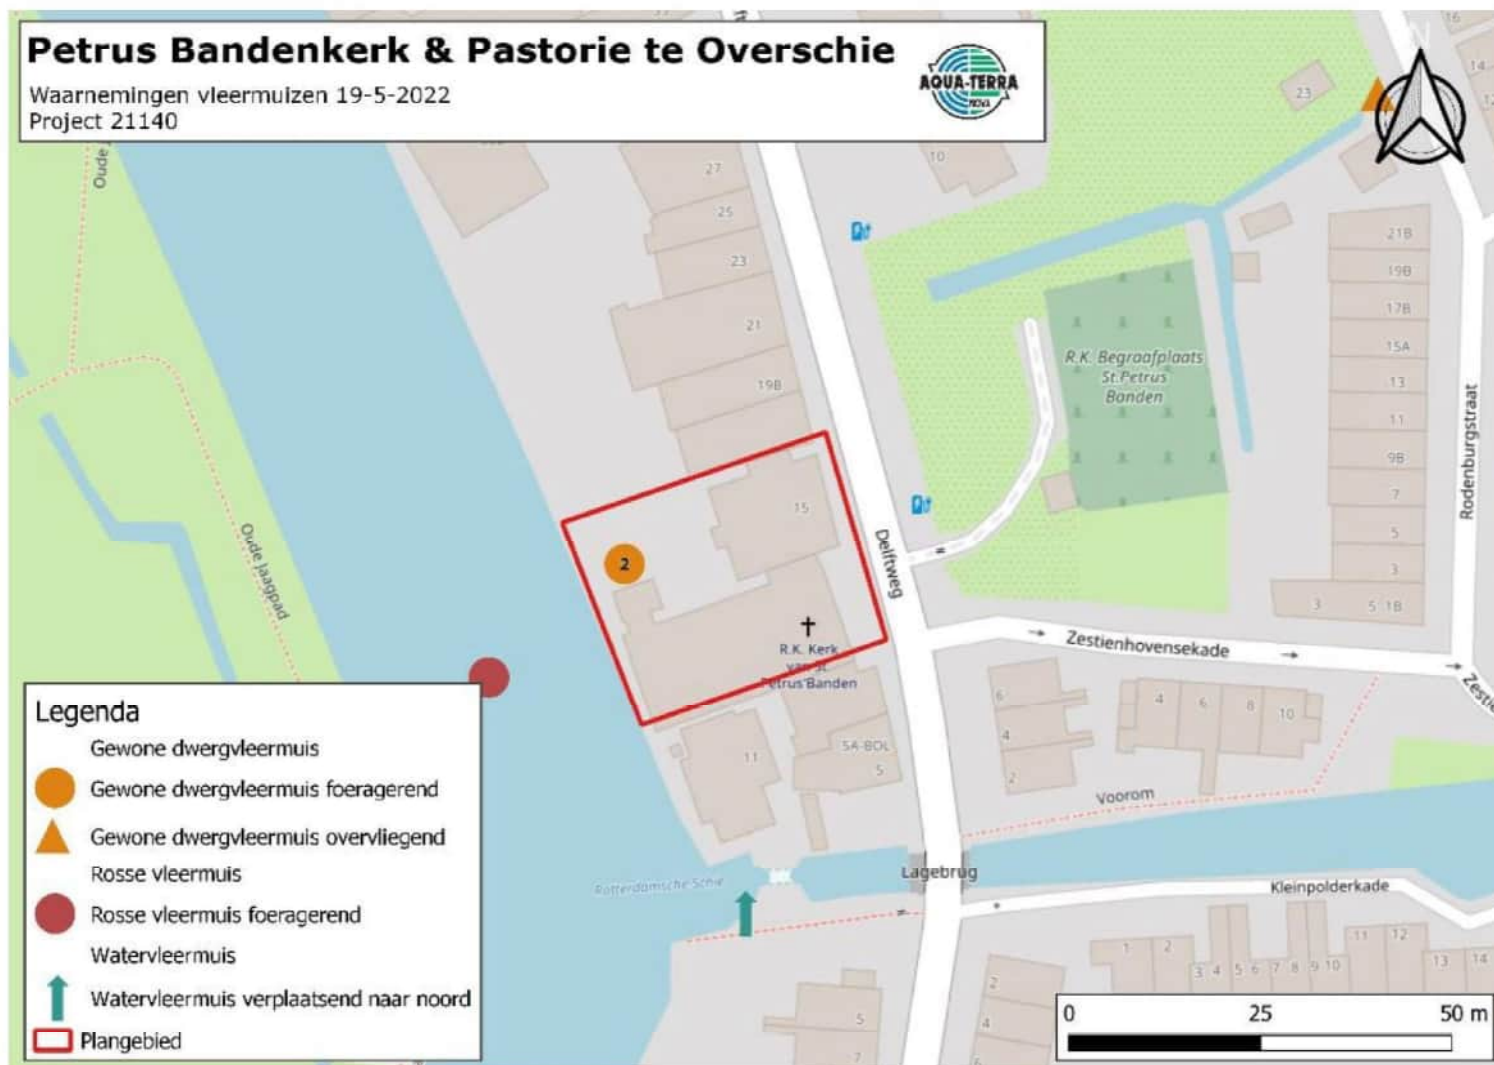 Petrus Bandenkerk & Pastorie te Overschie
Waarnemingen vleermuizen 19-5-2022
Project 21140
AQUA-TERRA
NOVA
N
16
14
12
23
10
Oude
27
25
23
21
19B
15
R.K. Begraafplaats
St.Petrus
Banden
21B
19B
17B
15A
13
11
9B
7
5
3
3
5
1B
Rodenburgstraat
Delftweg
Oude Jaagpad
2
R.K. Kerk
van St.
Petrus Banden
Zestienhovensekade
6
4
2
4
6
8
10
11
5A-BOL
5
Voorom
Lagebrug
Rotterdamsche Schie
Kleinpolderkade
1
2
3
4
5
6
7
8
9
10
11
12
13
14
2
4
6
5
7
Legenda
Gewone dwergvleermuis
Gewone dwergvleermuis foeragerend
Gewone dwergvleermuis overvliegend
Rosse vleermuis
Rosse vleermuis foeragerend
Watervleermuis
Watervleermuis verplaatsend naar noord
Plangebied
0
25
50 m